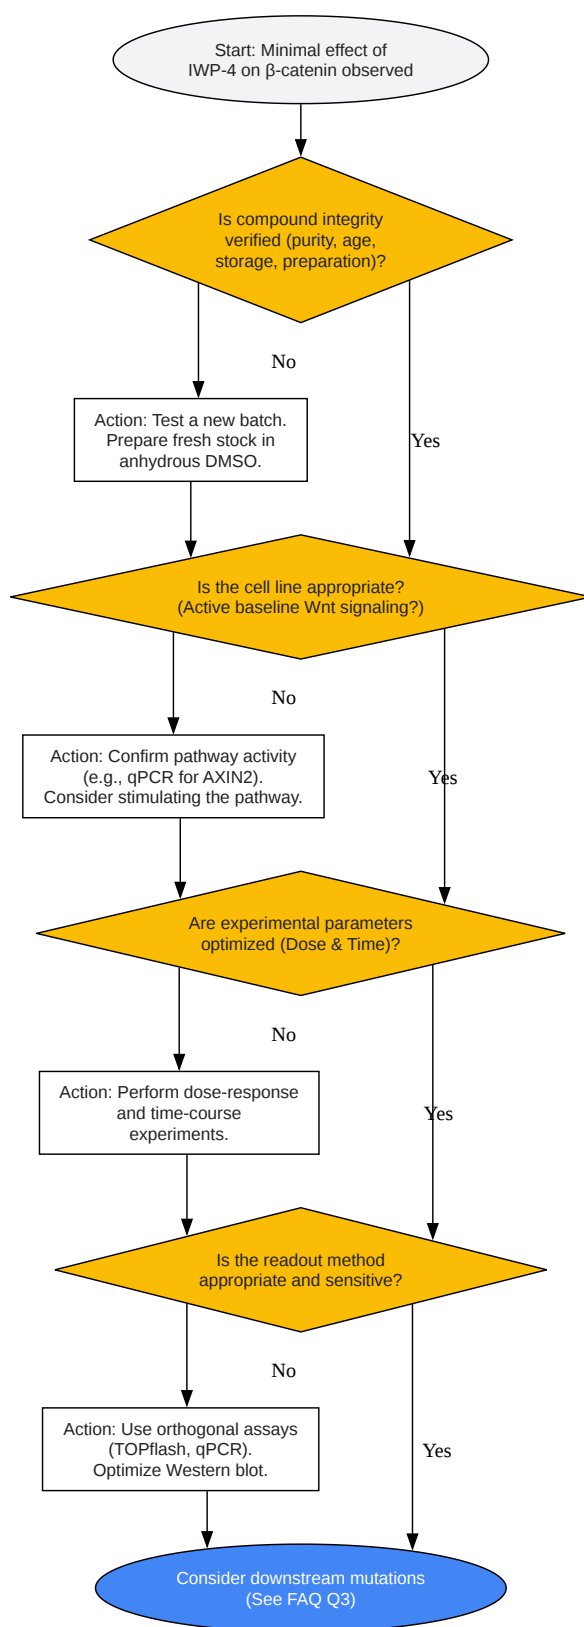 Start: Minimal effect of
IWP-4 on β-catenin observed
Is compound integrity
verified (purity, age,
storage, preparation)?
No
Action: Test a new batch.
Prepare fresh stock in
anhydrous DMSO.
Yes
Is the cell line appropriate?
(Active baseline Wnt signaling?)
No
Action: Confirm pathway activity
(e.g., qPCR for AXIN2).
Consider stimulating the pathway.
Yes
Are experimental parameters
optimized (Dose & Time)?
No
Action: Perform dose-response
and time-course
experiments.
Yes
Is the readout method
appropriate and sensitive?
No
Action: Use orthogonal assays
(TOPflash, qPCR).
Optimize Western blot.
Yes
Consider downstream mutations
(See FAQ Q3)